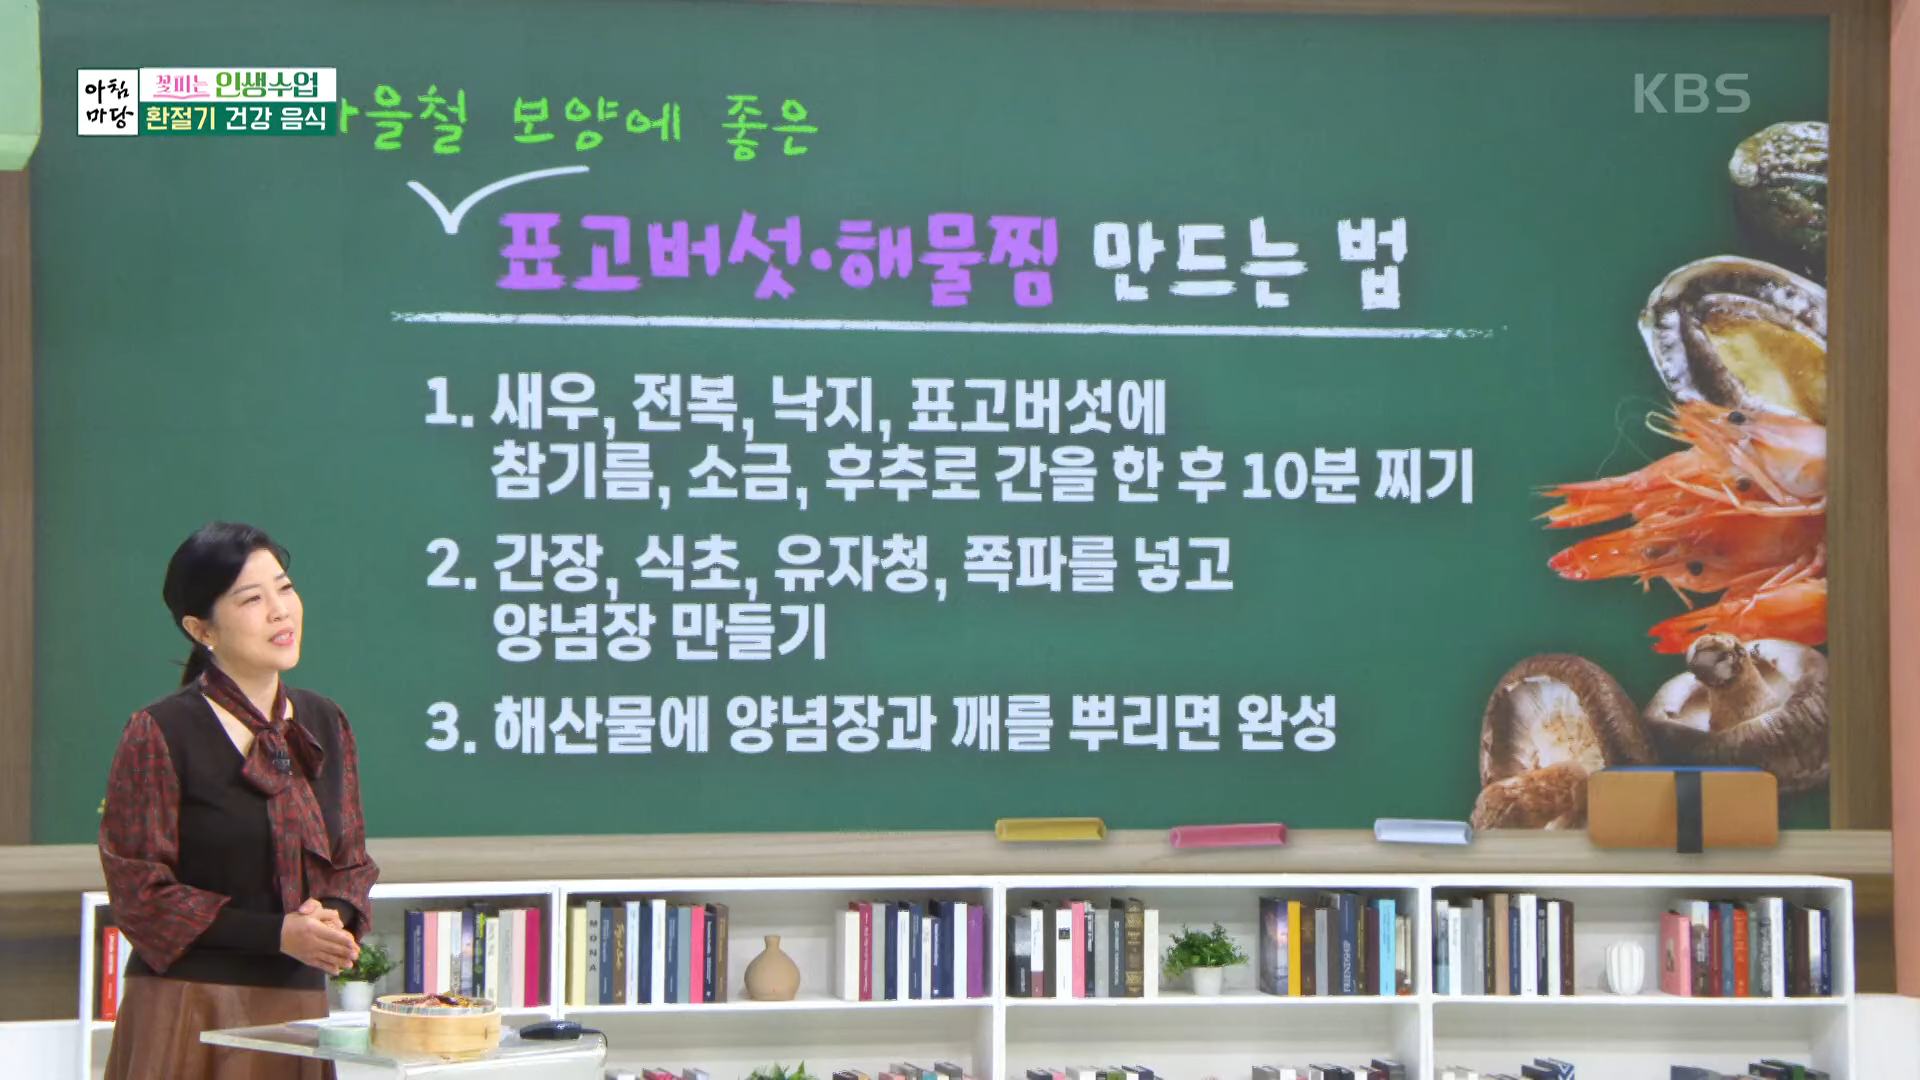 아침
마당
꽃피는 인생수업
환절기 건강 음식
KBS
가을철 보양에 좋은
표고버섯·해물찜 만드는 법
1. 새우, 전복, 낙지, 표고버섯에
참기름, 소금, 후추로 간을 한 후 10분 찌기
2. 간장, 식초, 유자청, 쪽파를 넣고
양념장 만들기
3. 해산물에 양념장과 깨를 뿌리면 완성
MONA